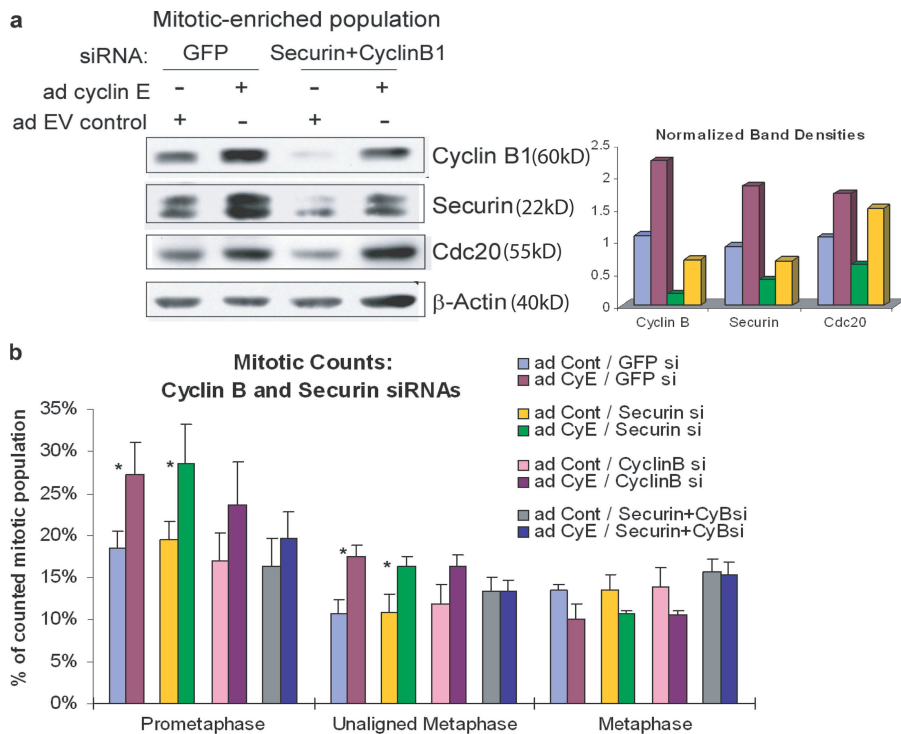 a
Mitotic-enriched population
siRNA: GFP Securin+CyclinB1
ad cyclin E - + - +
ad EV control + - + -
Cyclin B1(60kD)
Securin(22kD)
Cdc20(55kD)
β-Actin(40kD)
Normalized Band Densities
2.5
2
1.5
1
0.5
0
Cyclin B Securin Cdc20
b
Mitotic Counts:
Cyclin B and Securin siRNAs
ad Cont / GFP si
ad CyE / GFP si
ad Cont / Securin si
ad CyE / Securin si
ad Cont / CyclinB si
ad CyE / CyclinB si
ad Cont / Securin+CyBsi
ad CyE / Securin+CyBsi
% of counted mitotic population
35%
30%
25%
20%
15%
10%
5%
0%
* * * *
Prometaphase Unaligned Metaphase Metaphase